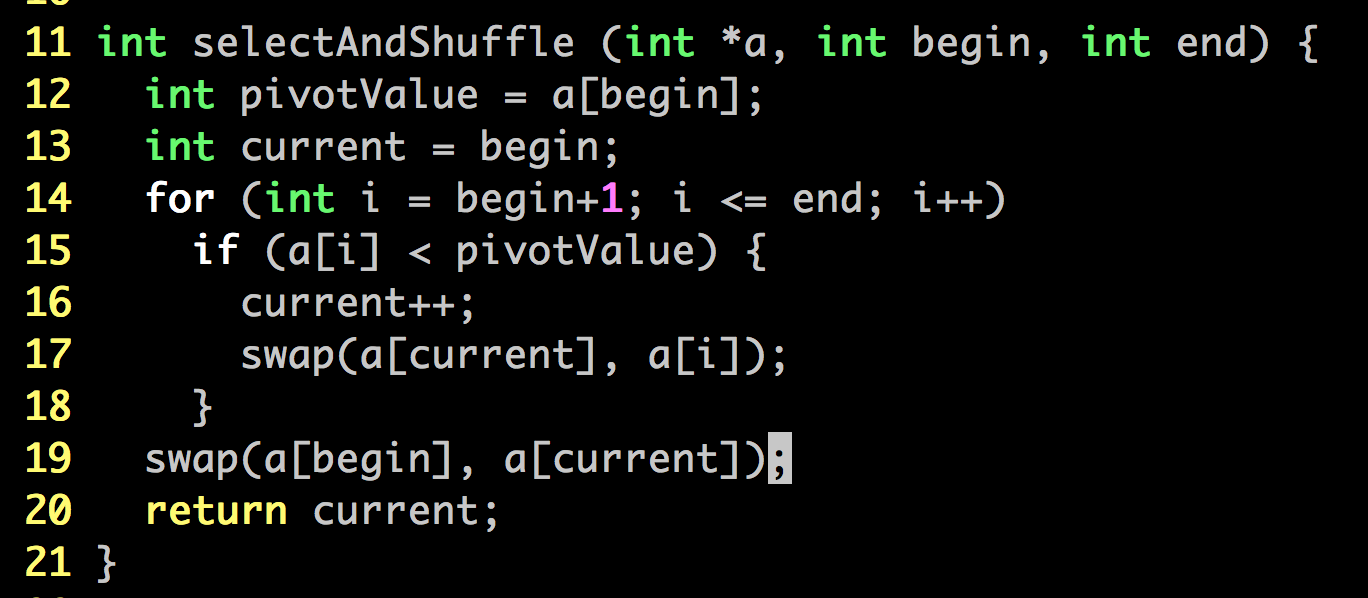 11 int selectAndShuffle (int *a, int begin, int end) {
12   int pivotValue = a[begin];
13   int current = begin;
14   for (int i = begin+1; i <= end; i++)
15     if (a[i] < pivotValue) {
16       current++;
17       swap(a[current], a[i]);
18     }
19   swap(a[begin], a[current]);
20   return current;
21 }